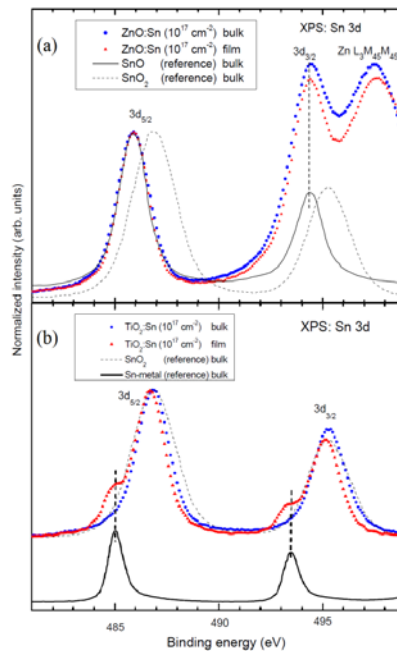 (a)
ZnO:Sn (10¹⁷ cm⁻²) bulk
ZnO:Sn (10¹⁷ cm⁻²) film
SnO (reference) bulk
SnO₂ (reference) bulk
XPS: Sn 3d
3d₃/₂
Zn L₃M₄₅M₄₅
3d₅/₂
Normalized intensity (arb. units)
(b)
TiO₂:Sn (10¹⁷ cm⁻²) bulk
TiO₂:Sn (10¹⁷ cm⁻²) film
SnO₂ (reference) bulk
Sn-metal (reference) bulk
XPS: Sn 3d
3d₅/₂
3d₃/₂
485 490 495
Binding energy (eV)